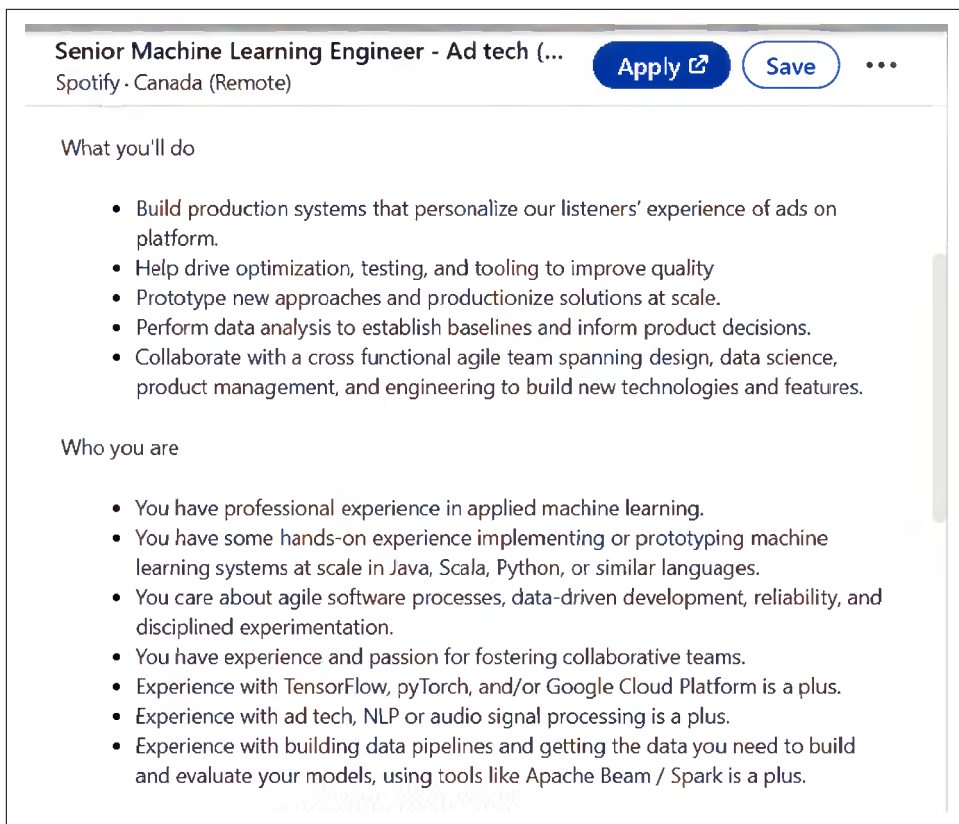 Senior Machine Learning Engineer - Ad tech (...
Apply
Save
Spotify · Canada (Remote)
What you'll do
• Build production systems that personalize our listeners' experience of ads on
platform.
• Help drive optimization, testing, and tooling to improve quality
• Prototype new approaches and productionize solutions at scale.
• Perform data analysis to establish baselines and inform product decisions.
• Collaborate with a cross functional agile team spanning design, data science,
product management, and engineering to build new technologies and features.
Who you are
• You have professional experience in applied machine learning.
• You have some hands-on experience implementing or prototyping machine
learning systems at scale in Java, Scala, Python, or similar languages.
• You care about agile software processes, data-driven development, reliability, and
disciplined experimentation.
• You have experience and passion for fostering collaborative teams.
• Experience with TensorFlow, pyTorch, and/or Google Cloud Platform is a plus.
• Experience with ad tech, NLP or audio signal processing is a plus.
• Experience with building data pipelines and getting the data you need to build
and evaluate your models, using tools like Apache Beam / Spark is a plus.